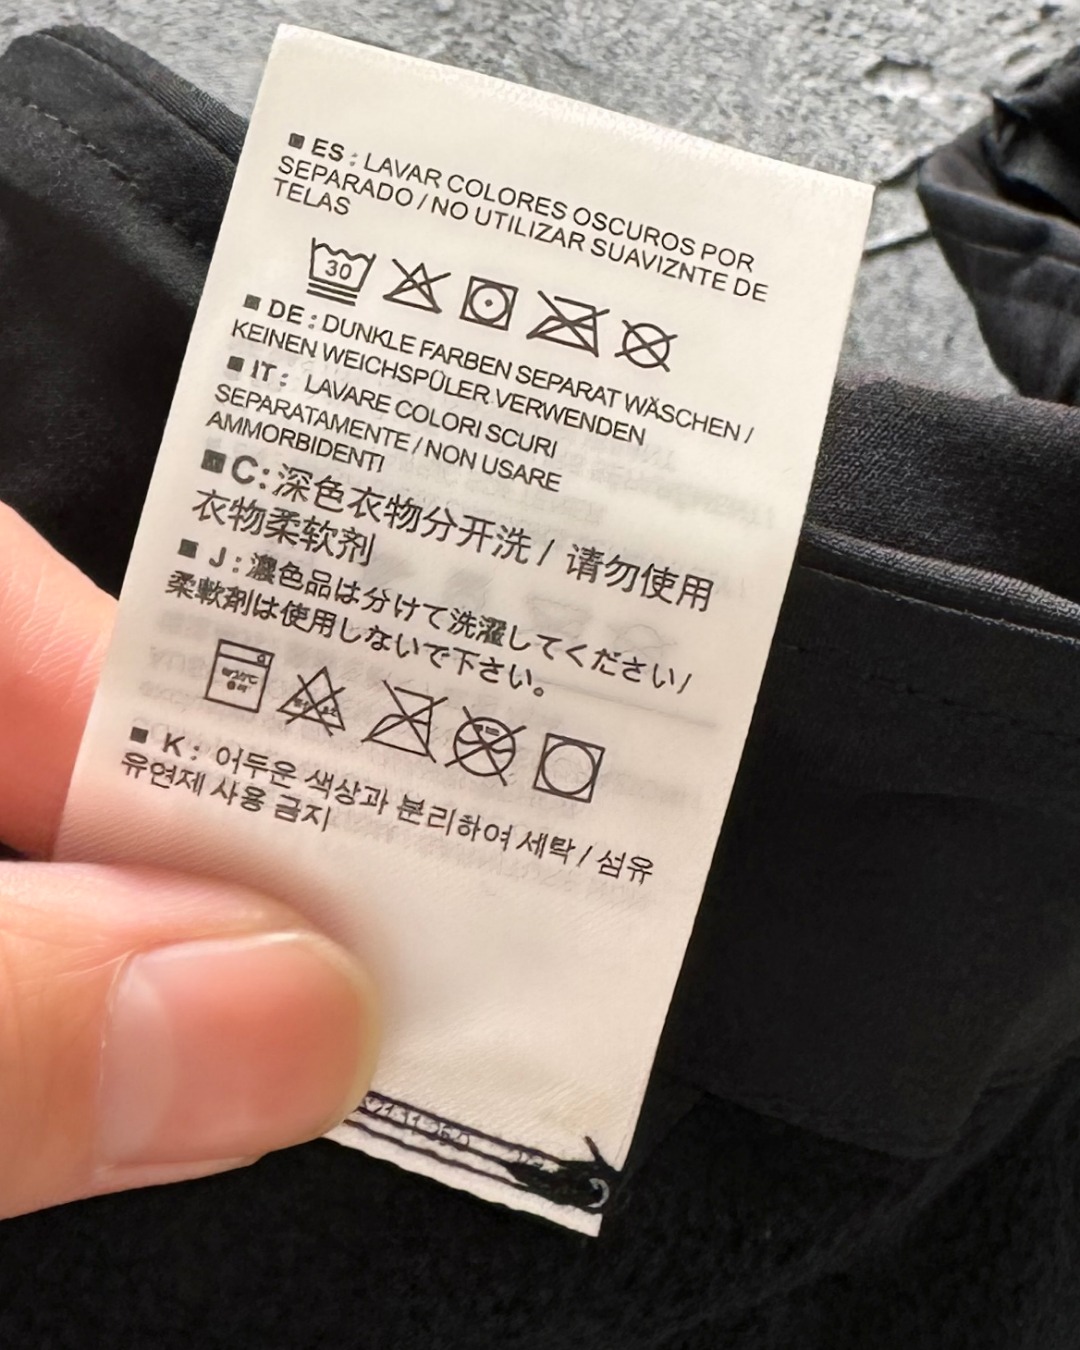 ES : LAVAR COLORES OSCUROS POR
SEPARADO / NO UTILIZAR SUAVIZNTE DE
TELAS
30
DE : DUNKLE FARBEN SEPARAT WÄSCHEN /
KEINEN WEICHSPÜLER VERWENDEN
IT : LAVARE COLORI SCURI
SEPARATAMENTE / NON USARE
AMMORBIDENTI
C: 深色衣物分开洗 / 请勿使用
衣物柔软剂
J : 濃色品は分けて洗濯してください /
柔軟剤は使用しないで下さい。
K : 어두운 색상과 분리하여 세탁 / 섬유
유연제 사용 금지